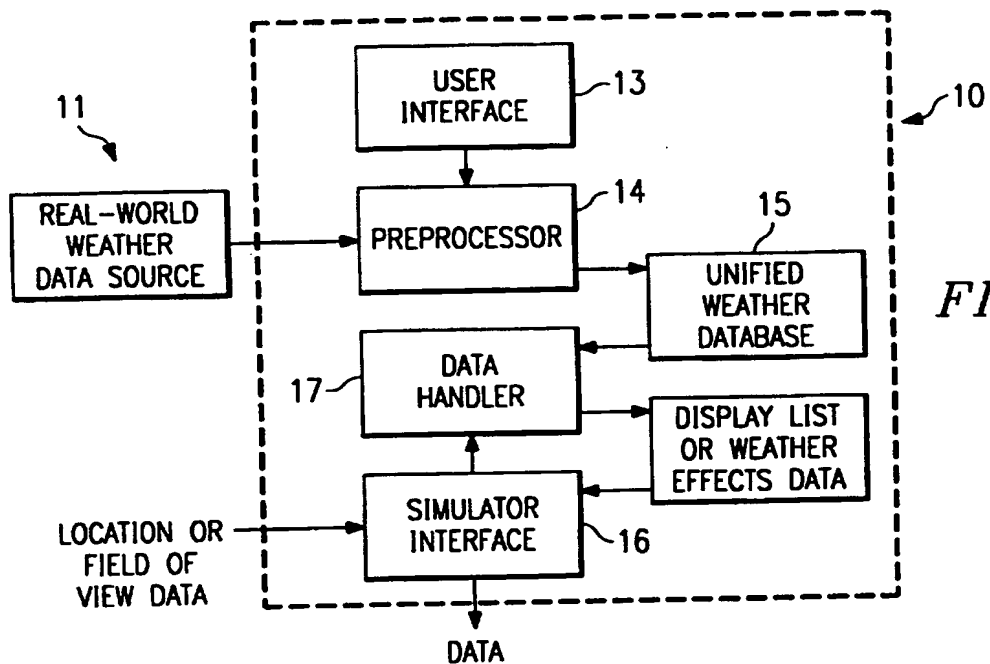 USER
INTERFACE
13
10
11
REAL-WORLD
WEATHER
DATA SOURCE
14
PREPROCESSOR
15
UNIFIED
WEATHER
DATABASE
FI
17
DATA
HANDLER
DISPLAY LIST
OR WEATHER
EFFECTS DATA
LOCATION OR
FIELD OF
VIEW DATA
SIMULATOR
INTERFACE
16
DATA